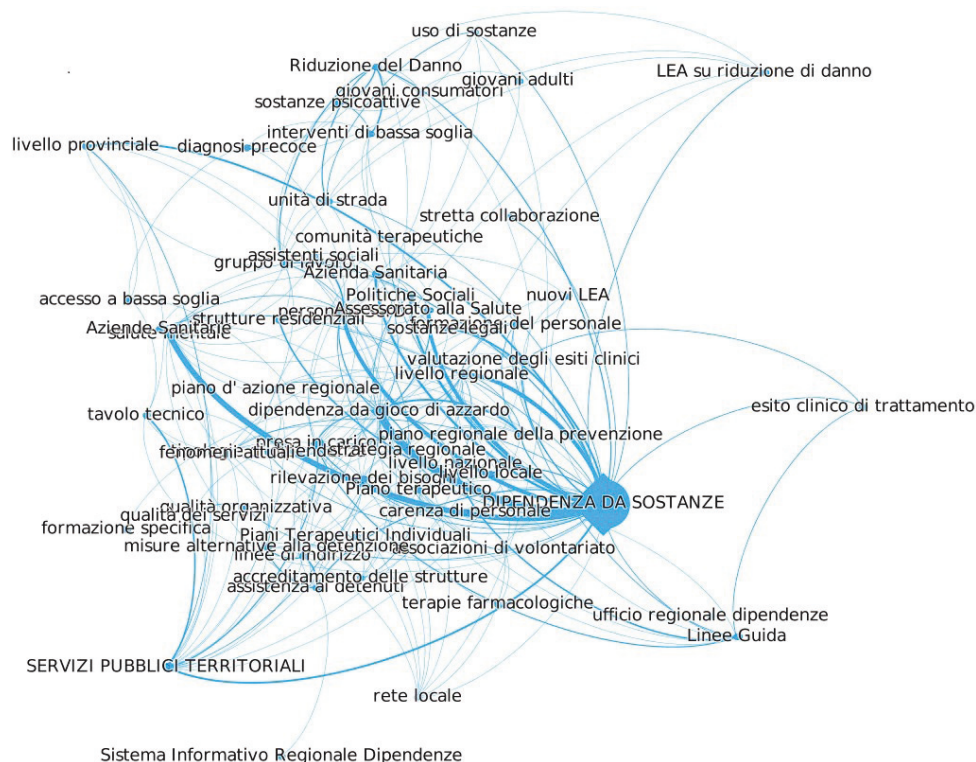 uso di sostanze
Riduzione del Danno
LEA su riduzione di danno
giovani adulti
giovani consumatori
sostanze psicoattive
interventi di bassa soglia
livello provinciale
diagnosi precoce
unità di strada
stretta collaborazione
comunità terapeutiche
assistenti sociali
gruppo di lavoro
Azienda Sanitaria
Politiche Sociali
nuovi LEA
accesso a bassa soglia
Assessorato alla Salute
strutture residenziali
formazione del personale
Aziende Sanitarie
sostanze legali
salute mentale
valutazione degli esiti clinici
livello regionale
piano d' azione regionale
esito clinico di trattamento
dipendenza da gioco di azzardo
tavolo tecnico
piano regionale della prevenzione
presa in carico
strategia regionale
fenomeni attuali
livello nazionale
livello locale
rilevazione dei bisogni
Piano terapeutico
DIPENDENZA DA SOSTANZE
qualità organizzativa
carenza di personale
qualità dei servizi
formazione specifica
Piani Terapeutici Individuali
misure alternative alla detenzione
associazioni di volontariato
linee di indirizzo
accreditamento delle strutture
assistenza ai detenuti
terapie farmacologiche
ufficio regionale dipendenze
Linee Guida
SERVIZI PUBBLICI TERRITORIALI
rete locale
Sistema Informativo Regionale Dipendenze